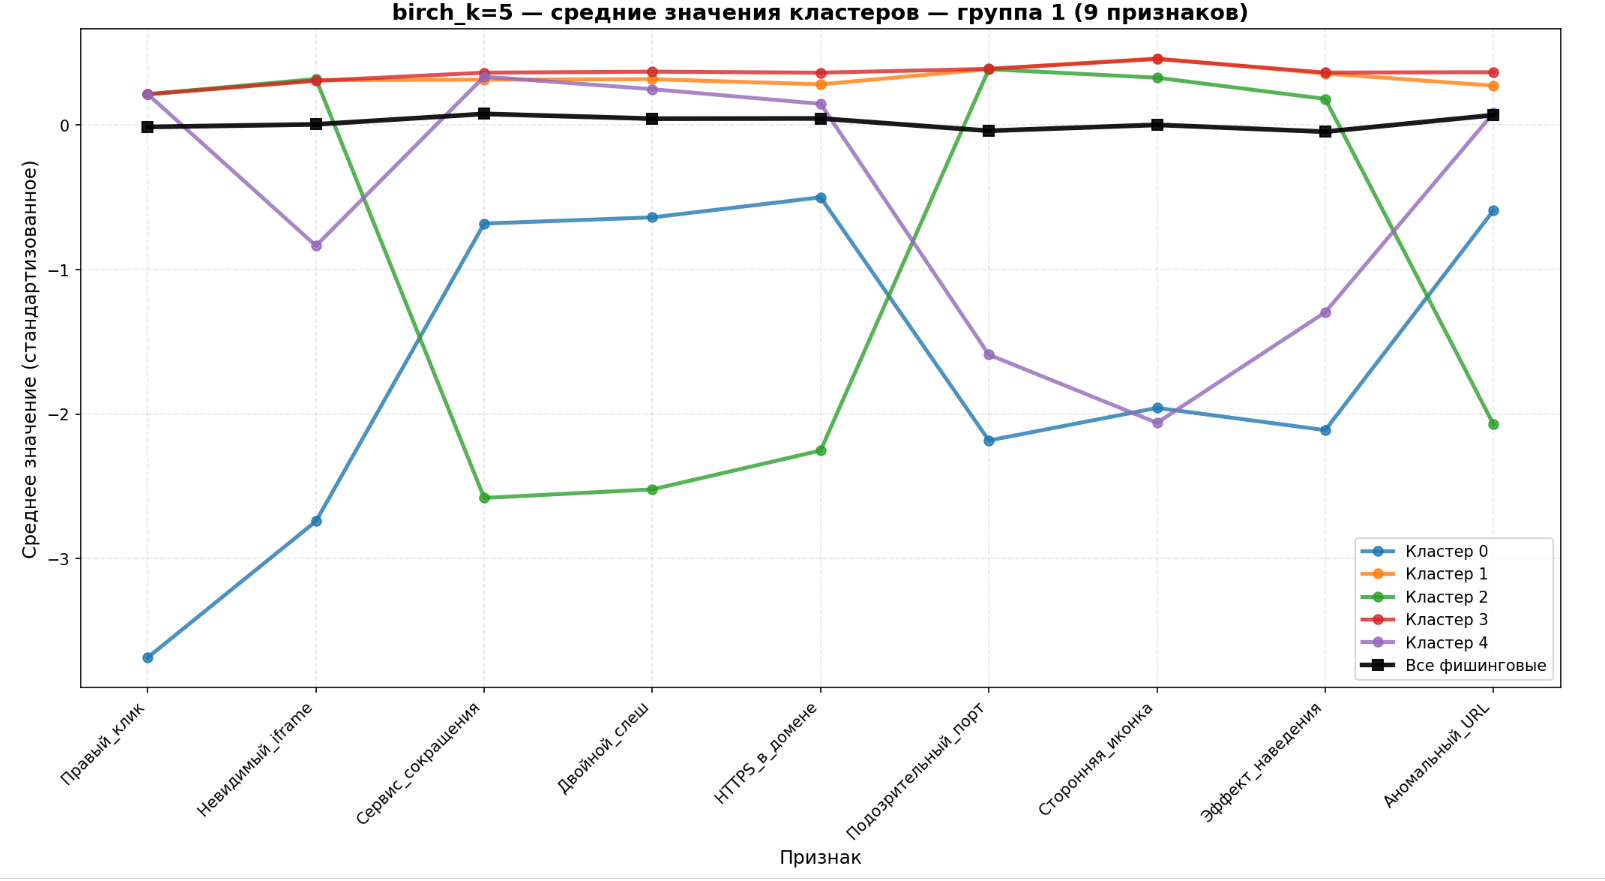 birch_k=5 — средние значения кластеров — группа 1 (9 признаков)
Среднее значение (стандартизованное)
0
−1
−2
−3
Кластер 0
Кластер 1
Кластер 2
Кластер 3
Кластер 4
Все фишинговые
Правый_клик
Невидимый_iframe
Сервис_сокращения
Двойной_слеш
HTTPS_в_домене
Подозрительный_порт
Сторонняя_иконка
Эффект_наведения
Аномальный_URL
Признак